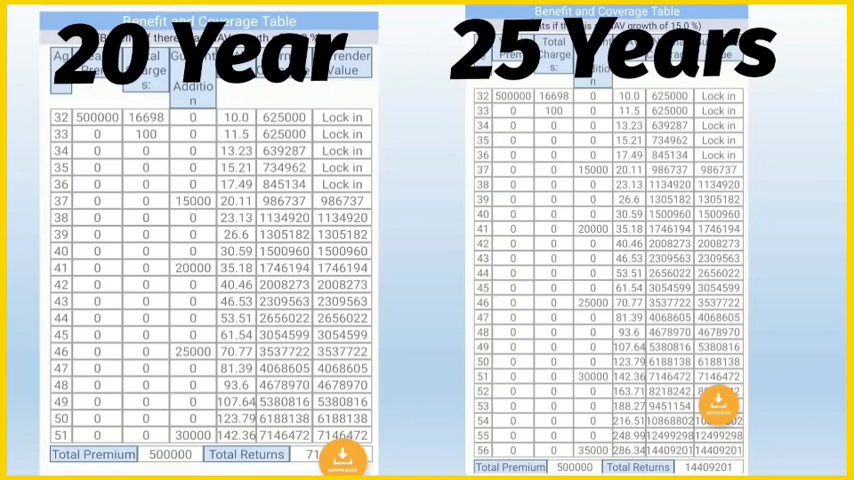 Benefit and Coverage Table
20 Year
32 500000 16698 0 10.0 625000 Lock in
33 0 100 0 11.5 625000 Lock in
34 0 0 0 13.23 639287 Lock in
35 0 0 0 15.21 734962 Lock in
36 0 0 0 17.49 845134 Lock in
37 0 0 15000 20.11 986737 986737
38 0 0 0 23.13 1134920 1134920
39 0 0 0 26.6 1305182 1305182
40 0 0 0 30.59 1500960 1500960
41 0 0 20000 35.18 1746194 1746194
42 0 0 0 40.46 2008273 2008273
43 0 0 0 46.53 2309563 2309563
44 0 0 0 53.51 2656022 2656022
45 0 0 0 61.54 3054599 3054599
46 0 0 25000 70.77 3537722 3537722
47 0 0 0 81.39 4068605 4068605
48 0 0 0 93.6 4678970 4678970
49 0 0 0 107.64 5380816 5380816
50 0 0 0 123.79 6188138 6188138
51 0 0 30000 142.36 7146472 7146472
Total Premium 500000 Total Returns
Benefit and Coverage Table
growth of 15.0 %)
25 Years
32 500000 16698 0 10.0 625000 Lock in
33 0 100 0 11.5 625000 Lock in
34 0 0 0 13.23 639287 Lock in
35 0 0 0 15.21 734962 Lock in
36 0 0 0 17.49 845134 Lock in
37 0 0 15000 20.11 986737 986737
38 0 0 0 23.13 1134920 1134920
39 0 0 0 26.6 1305182 1305182
40 0 0 0 30.59 1500960 1500960
41 0 0 20000 35.18 1746194 1746194
42 0 0 0 40.46 2008273 2008273
43 0 0 0 46.53 2309563 2309563
44 0 0 0 53.51 2656022 2656022
45 0 0 0 61.54 3054599 3054599
46 0 0 25000 70.77 3537722 3537722
47 0 0 0 81.39 4068605 4068605
48 0 0 0 93.6 4678970 4678970
49 0 0 0 107.64 5380816 5380816
50 0 0 0 123.79 6188138 6188138
51 0 0 30000 142.36 7146472 7146472
52 0 0 0 163.71 8218242
53 0 0 0 188.27 9451154
54 0 0 0 216.51 10868802
55 0 0 0 248.99 12499298 12499298
56 0 0 35000 286.34 14409201 14409201
Total Premium 500000 Total Returns 14409201